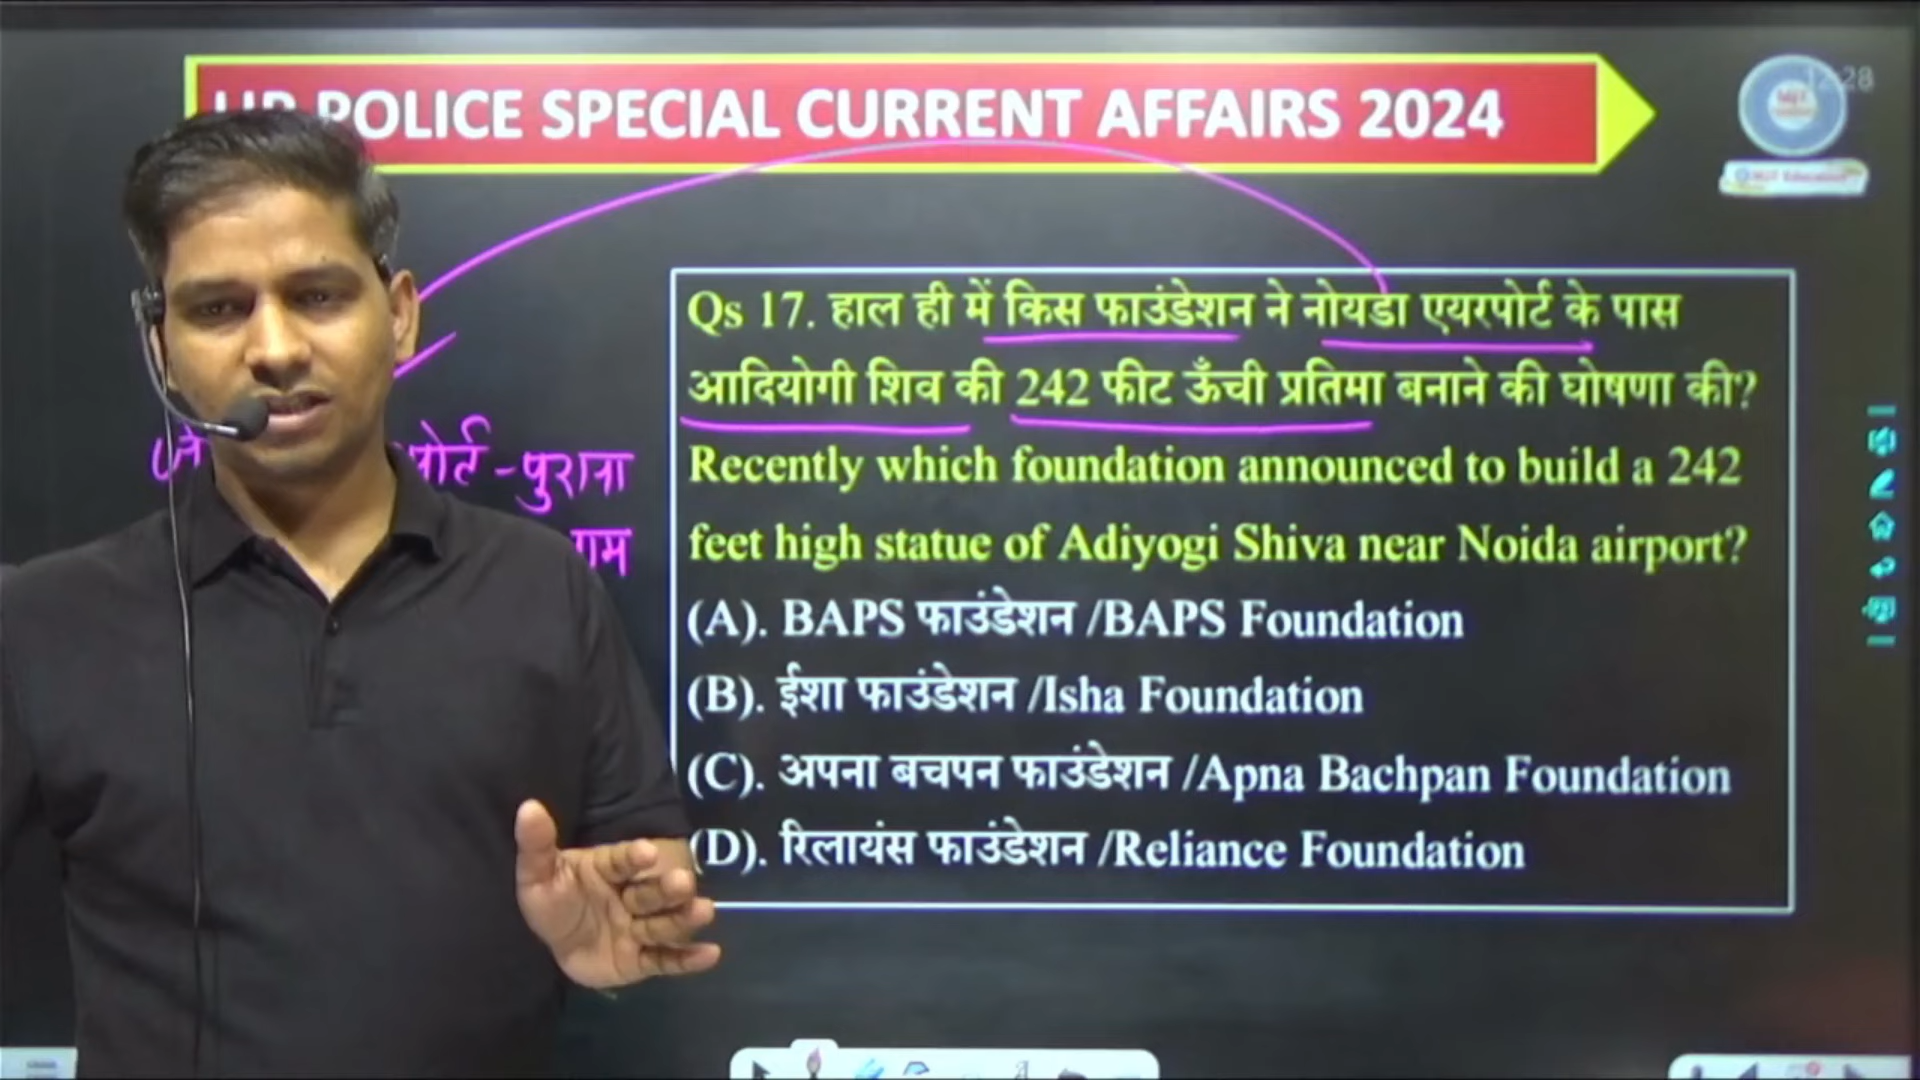 POLICE SPECIAL CURRENT AFFAIRS 2024
Qs 17. हाल ही में किस फाउंडेशन ने नोयडा एयरपोर्ट के पास
आदियोगी शिव की 242 फीट ऊँची प्रतिमा बनाने की घोषणा की?
Recently which foundation announced to build a 242
feet high statue of Adiyogi Shiva near Noida airport?
(A). BAPS फाउंडेशन /BAPS Foundation
(B). ईशा फाउंडेशन /Isha Foundation
(C). अपना बचपन फाउंडेशन /Apna Bachpan Foundation
(D). रिलायंस फाउंडेशन /Reliance Foundation
पोर्ट - पुराना